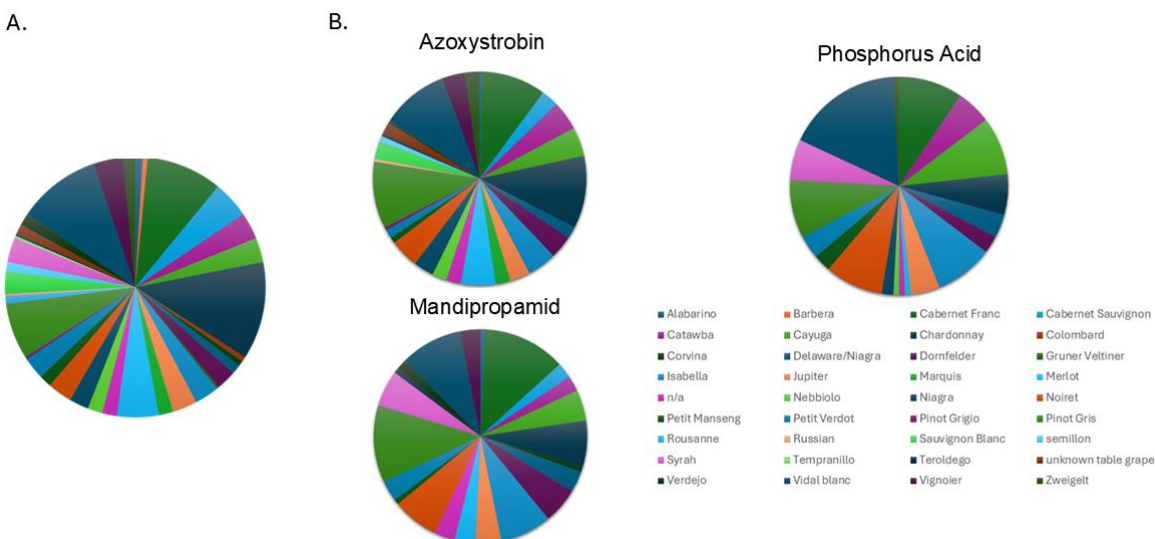 A.
B.
Azoxystrobin
Phosphorus Acid
Mandipropamid
Alabarino Barbera Cabernet Franc Cabernet Sauvignon
Catawba Cayuga Chardonnay Colombard
Corvina Delaware/Niagra Dornfelder Gruner Veltiner
Isabella Jupiter Marquis Merlot
n/a Nebbiolo Niagra Noiret
Petit Manseng Petit Verdot Pinot Grigio Pinot Gris
Rousanne Russian Sauvignon Blanc semillon
Syrah Tempranillo Teroldego unknown table grape
Verdejo Vidal blanc Vignoier Zweigelt